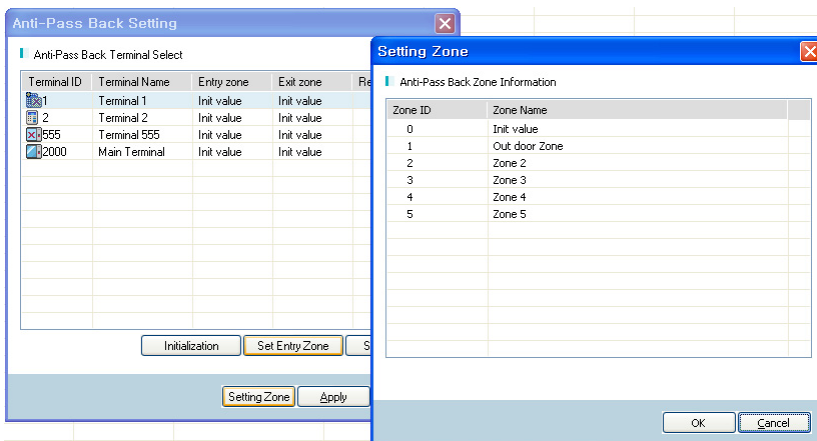 Anti-Pass Back Setting
Anti-Pass Back Terminal Select
Terminal ID Terminal Name Entry zone Exit zone Re
1 Terminal 1 Init value Init value
2 Terminal 2 Init value Init value
555 Terminal 555 Init value Init value
2000 Main Terminal Init value Init value
Initialization Set Entry Zone S
Setting Zone Apply
Setting Zone
Anti-Pass Back Zone Information
Zone ID Zone Name
0 Init value
1 Out door Zone
2 Zone 2
3 Zone 3
4 Zone 4
5 Zone 5
OK Cancel